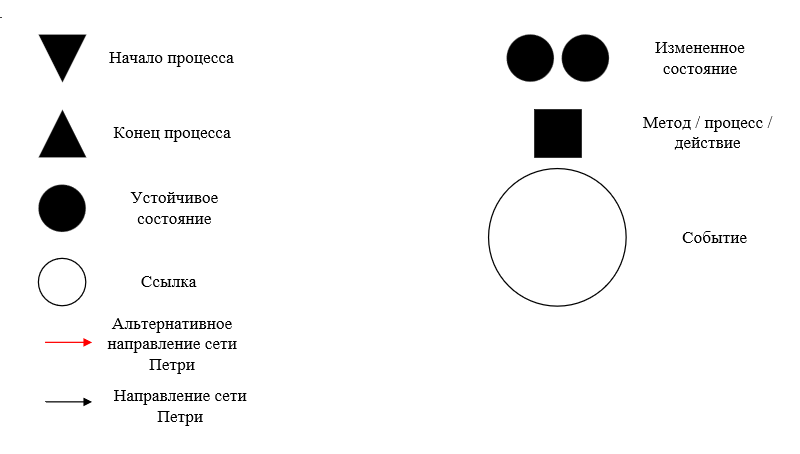 Начало процесса
Конец процесса
Устойчивое
состояние
Ссылка
Альтернативное
направление сети
Петри
Направление сети
Петри
Измененное
состояние
Метод / процесс /
действие
Событие